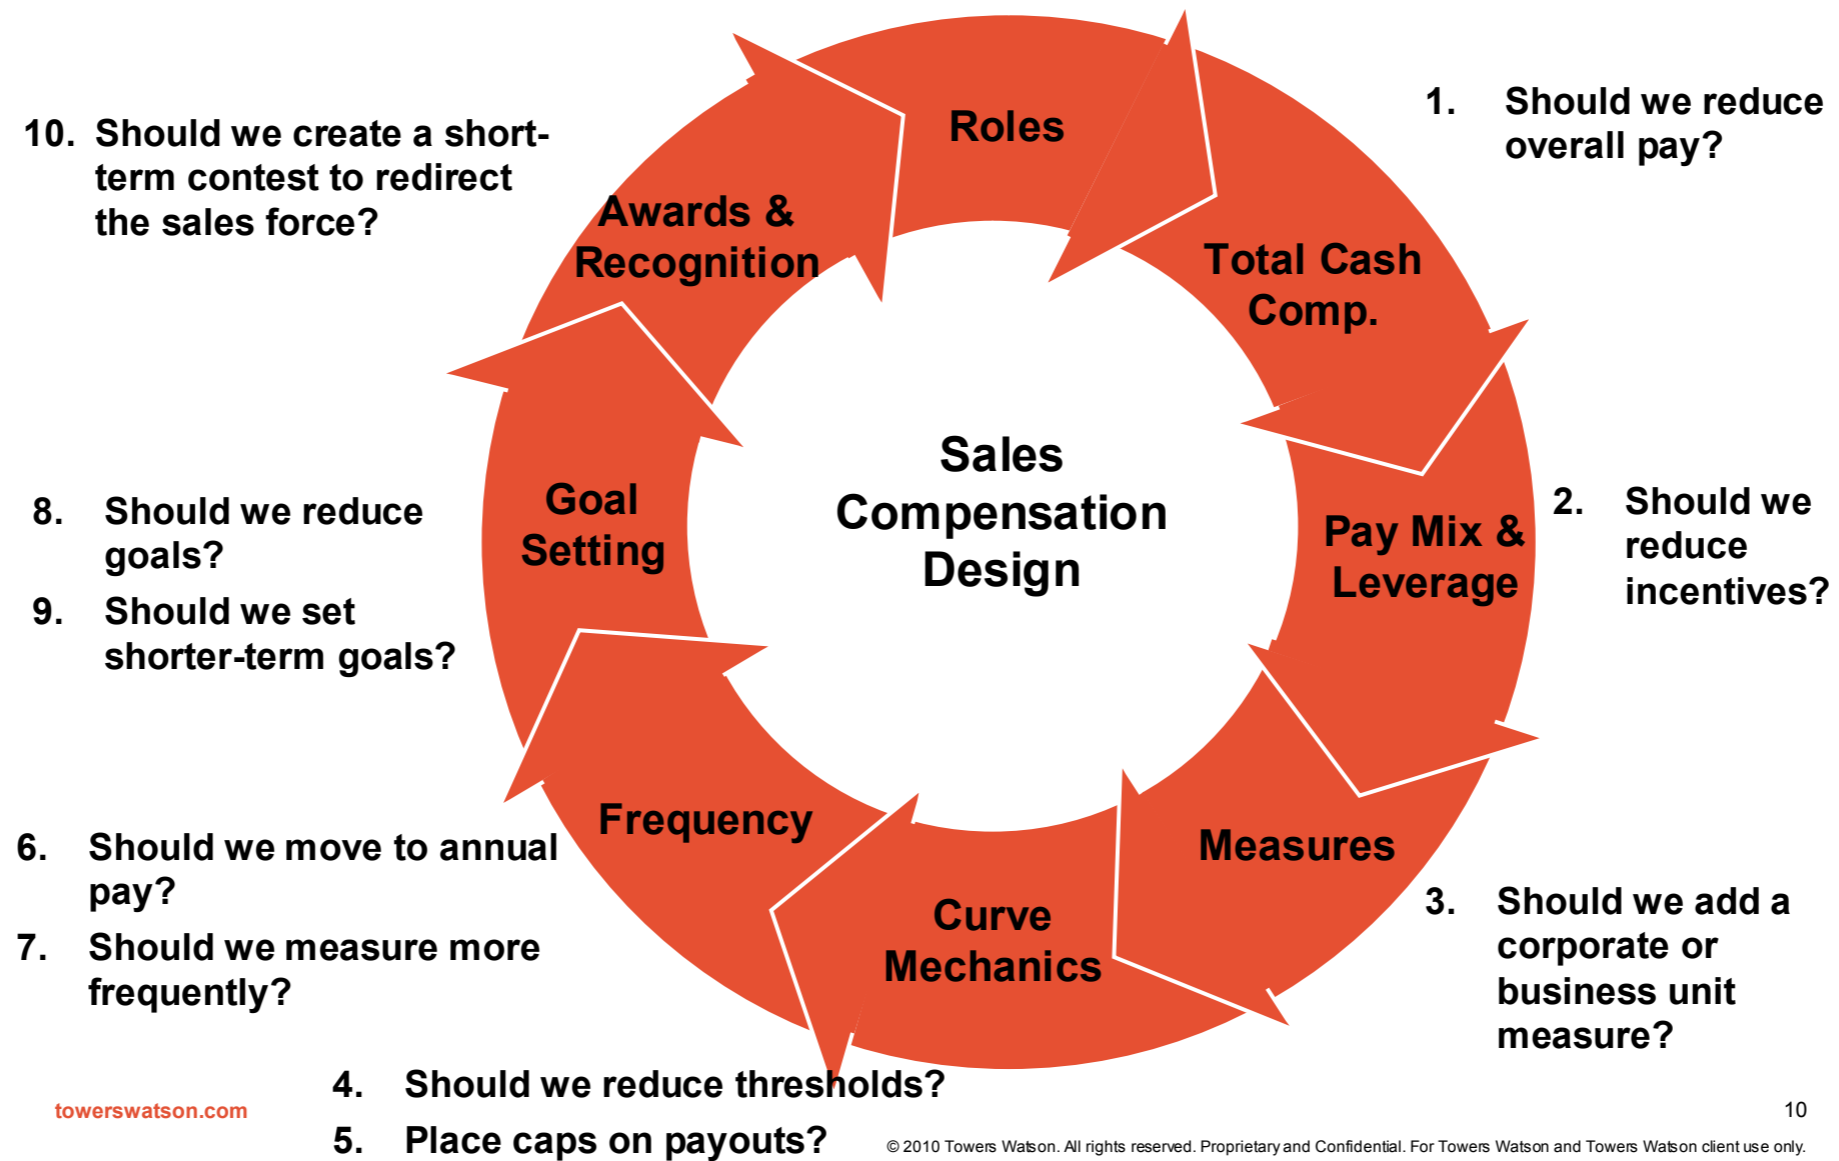 Roles
1. Should we reduce
overall pay?
Total Cash
Comp.
Pay Mix &
Leverage
2. Should we
reduce
incentives?
Measures
3. Should we add a
corporate or
business unit
measure?
Curve
Mechanics
4. Should we reduce thresholds?
5. Place caps on payouts?
Frequency
6. Should we move to annual
pay?
7. Should we measure more
frequently?
Goal
Setting
8. Should we reduce
goals?
9. Should we set
shorter-term goals?
Awards &
Recognition
10. Should we create a short-
term contest to redirect
the sales force?
Sales
Compensation
Design
towerswatson.com
10
© 2010 Towers Watson. All rights reserved. Proprietary and Confidential. For Towers Watson and Towers Watson client use only.